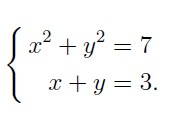 x² + y² = 7
x + y = 3.